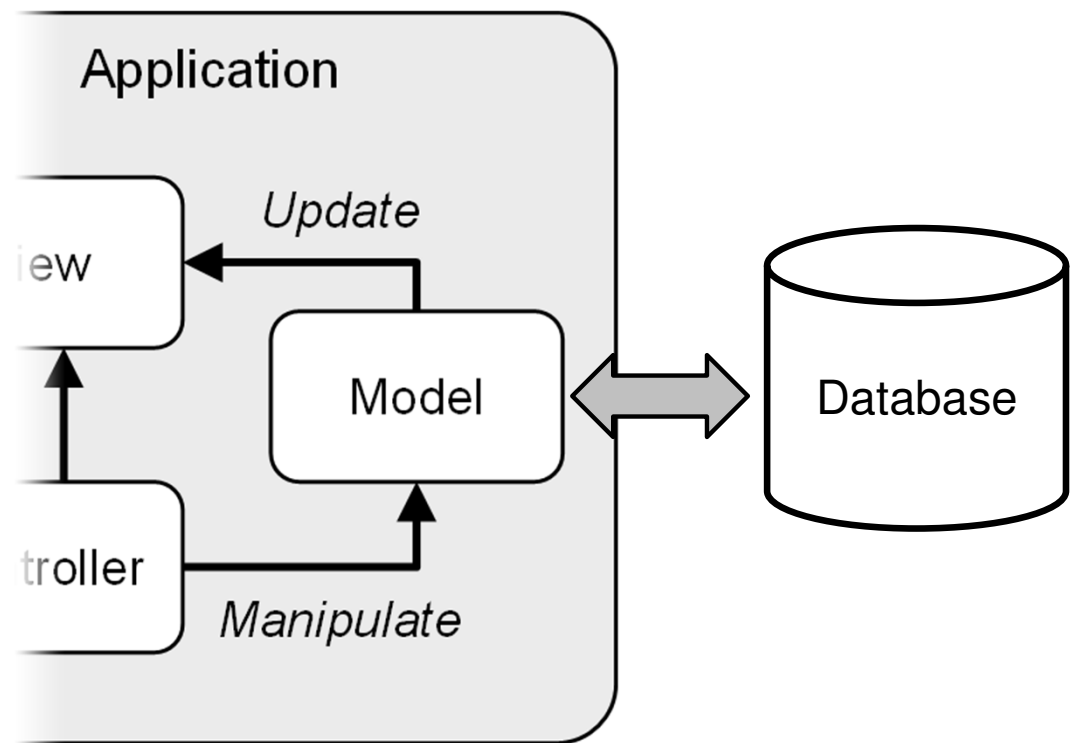 Application
Update
iew
Model
Database
troller
Manipulate